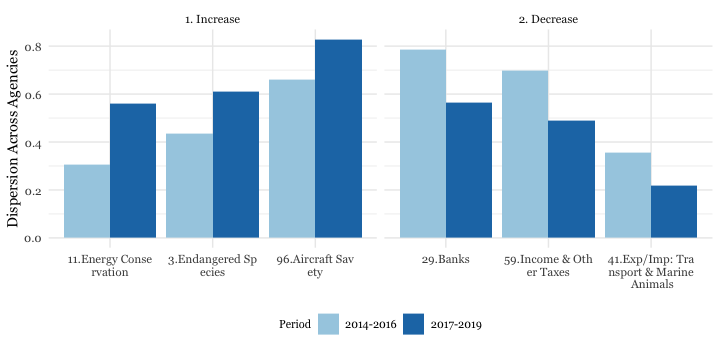 1. Increase
2. Decrease
Dispersion Across Agencies
0.8
0.6
0.4
0.2
0.0
11.Energy Conse
rvation
3.Endangered Sp
ecies
96.Aircraft Sav
ety
29.Banks
59.Income & Oth
er Taxes
41.Exp/Imp: Tra
nsport & Marine
Animals
Period
2014-2016
2017-2019